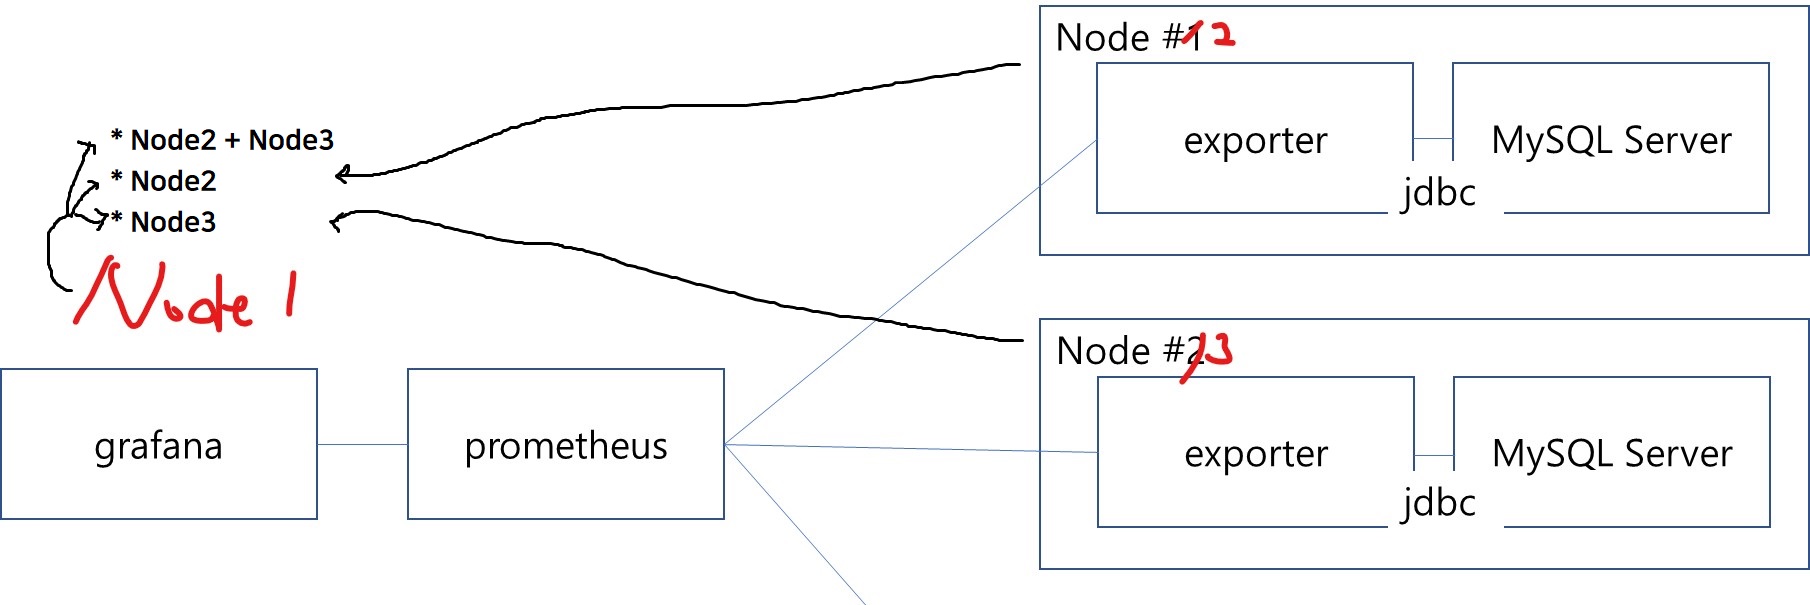 Node #1 2
* Node2 + Node3
* Node2
* Node3
Node 1
exporter
MySQL Server
jdbc
Node #2 3
grafana
prometheus
exporter
MySQL Server
jdbc